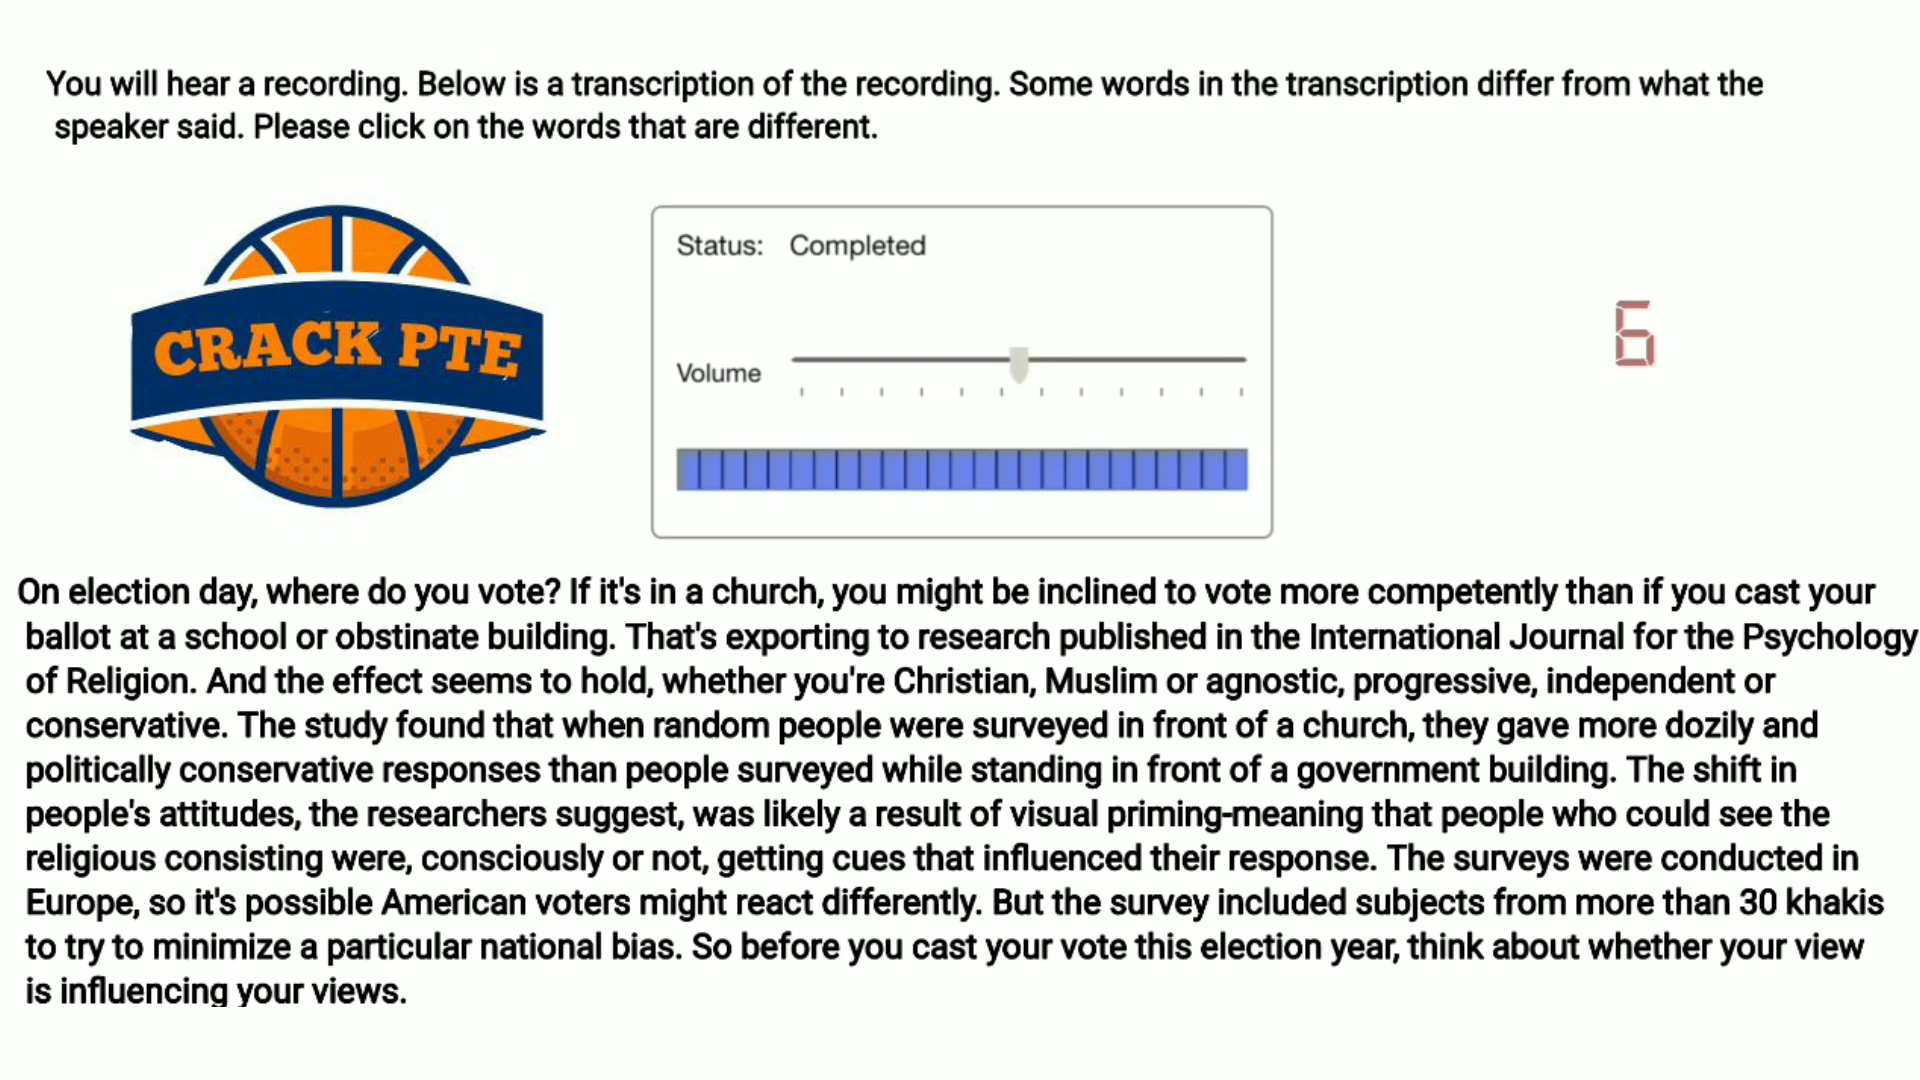 You will hear a recording. Below is a transcription of the recording. Some words in the transcription differ from what the
speaker said. Please click on the words that are different.
CRACK PTE
Status: Completed
Volume
6
On election day, where do you vote? If it's in a church, you might be inclined to vote more competently than if you cast your
ballot at a school or obstinate building. That's exporting to research published in the International Journal for the Psychology
of Religion. And the effect seems to hold, whether you're Christian, Muslim or agnostic, progressive, independent or
conservative. The study found that when random people were surveyed in front of a church, they gave more dozily and
politically conservative responses than people surveyed while standing in front of a government building. The shift in
people's attitudes, the researchers suggest, was likely a result of visual priming-meaning that people who could see the
religious consisting were, consciously or not, getting cues that influenced their response. The surveys were conducted in
Europe, so it's possible American voters might react differently. But the survey included subjects from more than 30 khakis
to try to minimize a particular national bias. So before you cast your vote this election year, think about whether your view
is influencing your views.